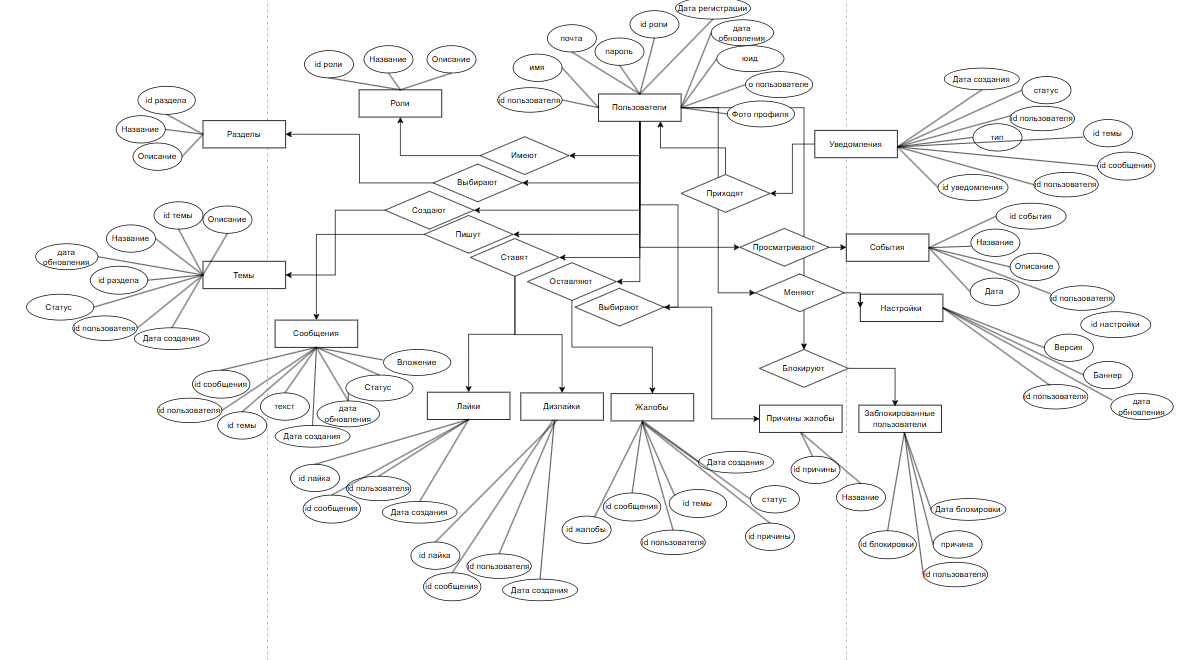 Дата регистрации
id роли
дата
обновления
почта
пароль
юид
имя
id пользователя
о пользователе
Фото профиля
Пользователи
id роли
Название
Описание
Роли
id раздела
Название
Описание
Разделы
Имеют
Выбирают
Создают
Пишут
Ставят
Оставляют
Выбирают
Приходят
Просматривают
Меняют
Блокируют
Уведомления
Дата создания
статус
id пользователя
тип
id темы
id сообщения
id пользователя
id уведомления
События
id события
Название
Описание
Дата
id пользователя
Настройки
id настройки
Версия
Баннер
дата
обновления
id пользователя
id темы
Описание
Название
дата
обновления
id раздела
Статус
id пользователя
Дата создания
Темы
Сообщения
Вложение
Статус
id сообщения
id пользователя
id темы
текст
дата
обновления
Дата создания
Лайки
Дизлайки
Жалобы
Причины жалобы
Заблокированные
пользователи
id лайка
id пользователя
id сообщения
Дата создания
id лайка
id сообщения
id пользователя
Дата создания
Дата создания
id темы
статус
id сообщения
id жалобы
id пользователя
id причины
id причины
Название
Дата блокировки
id блокировки
причина
id пользователя